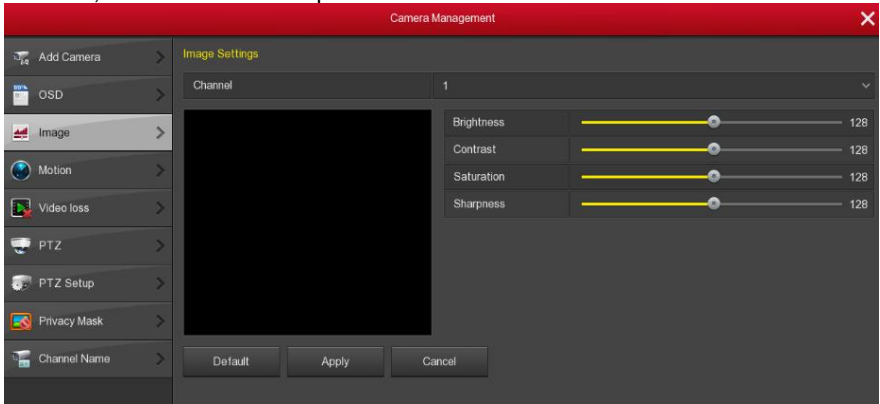 Camera Management
Add Camera
OSD
Image
Motion
Video loss
PTZ
PTZ Setup
Privacy Mask
Channel Name
Image Settings
Channel 1
Brightness 128
Contrast 128
Saturation 128
Sharpness 128
Default Apply Cancel